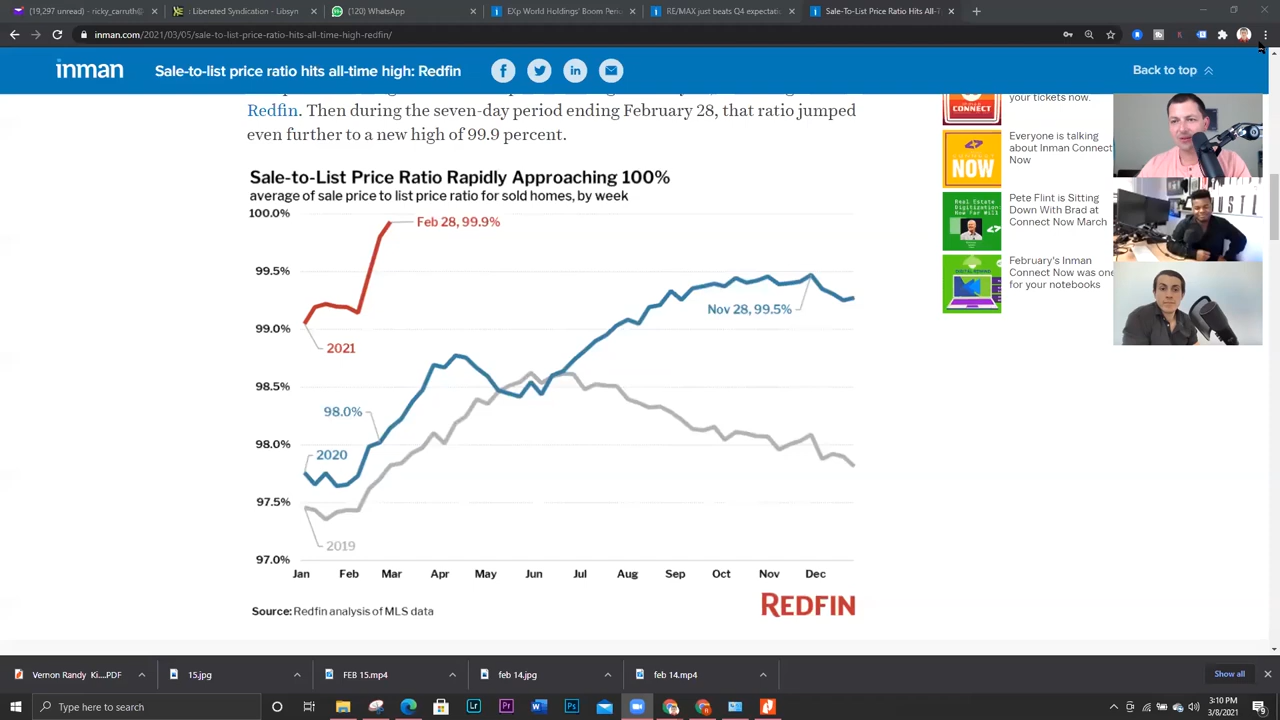 : Unread - ricky_carruth@
: Liberated Syndication - Libsyn
(120) WhatsApp
EXp World Holdings' Boom Perio
RE/MAX just beats Q4 expectatio
Sale-To-List Price Ratio Hits All-T
inman.com/2021/03/05/sale-to-list-price-ratio-hits-all-time-high-redfin/
inman
Sale-to-list price ratio hits all-time high: Redfin
Back to top
Redfin. Then during the seven-day period ending February 28, that ratio jumped
even further to a new high of 99.9 percent.
Sale-to-List Price Ratio Rapidly Approaching 100%
average of sale price to list price ratio for sold homes, by week
100.0%
99.5%
99.0%
98.5%
98.0%
97.5%
97.0%
Feb 28, 99.9%
2021
Nov 28, 99.5%
98.0%
2020
2019
Jan
Feb
Mar
Apr
May
Jun
Jul
Aug
Sep
Oct
Nov
Dec
Source: Redfin analysis of MLS data
REDFIN
CONNECT
your tickets now.
NOW
Everyone is talking
about Inman Connect
Now
Real Estate
Pete Flint is Sitting
Down With Brad at
Connect Now March
February's Inman
Connect Now was one
for your notebooks
Vernon Randy Ki....PDF
15.jpg
FEB 15.mp4
feb 14.jpg
feb 14.mp4
Show all
Type here to search
3:10 PM
3/8/2021